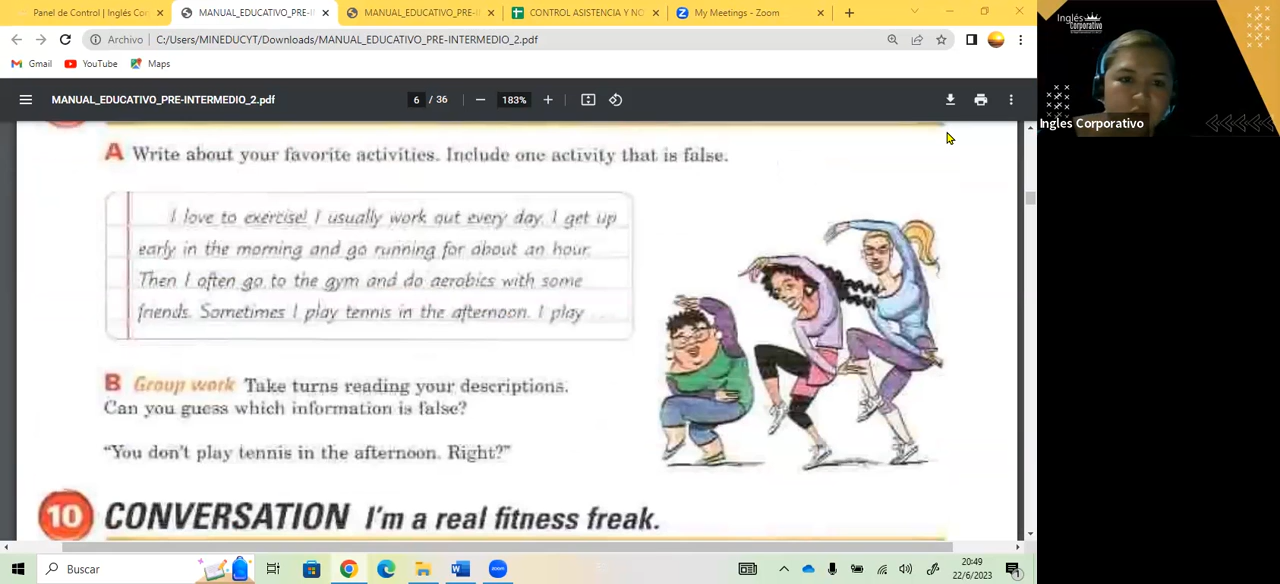 Panel de Control | Inglés Cor
MANUAL_EDUCATIVO_PRE-I
MANUAL_EDUCATIVO_PRE-I
CONTROL ASISTENCIA Y NO
My Meetings - Zoom
Archivo
C:/Users/MINEDUCYT/Downloads/MANUAL_EDUCATIVO_PRE-INTERMEDIO_2.pdf
Gmail
YouTube
Maps
MANUAL_EDUCATIVO_PRE-INTERMEDIO_2.pdf
6 / 36
183%
A Write about your favorite activities. Include one activity that is false.
I love to exercise! I usually work out every day. I get up
early in the morning and go running for about an hour.
Then I often go to the gym and do aerobics with some
friends. Sometimes I play tennis in the afternoon. I play ....
B Group work Take turns reading your descriptions.
Can you guess which information is false?
"You don't play tennis in the afternoon. Right?"
10 CONVERSATION I'm a real fitness freak.
Inglés
Corporativo
Ingles Corporativo
Buscar
20:49
22/6/2023
1